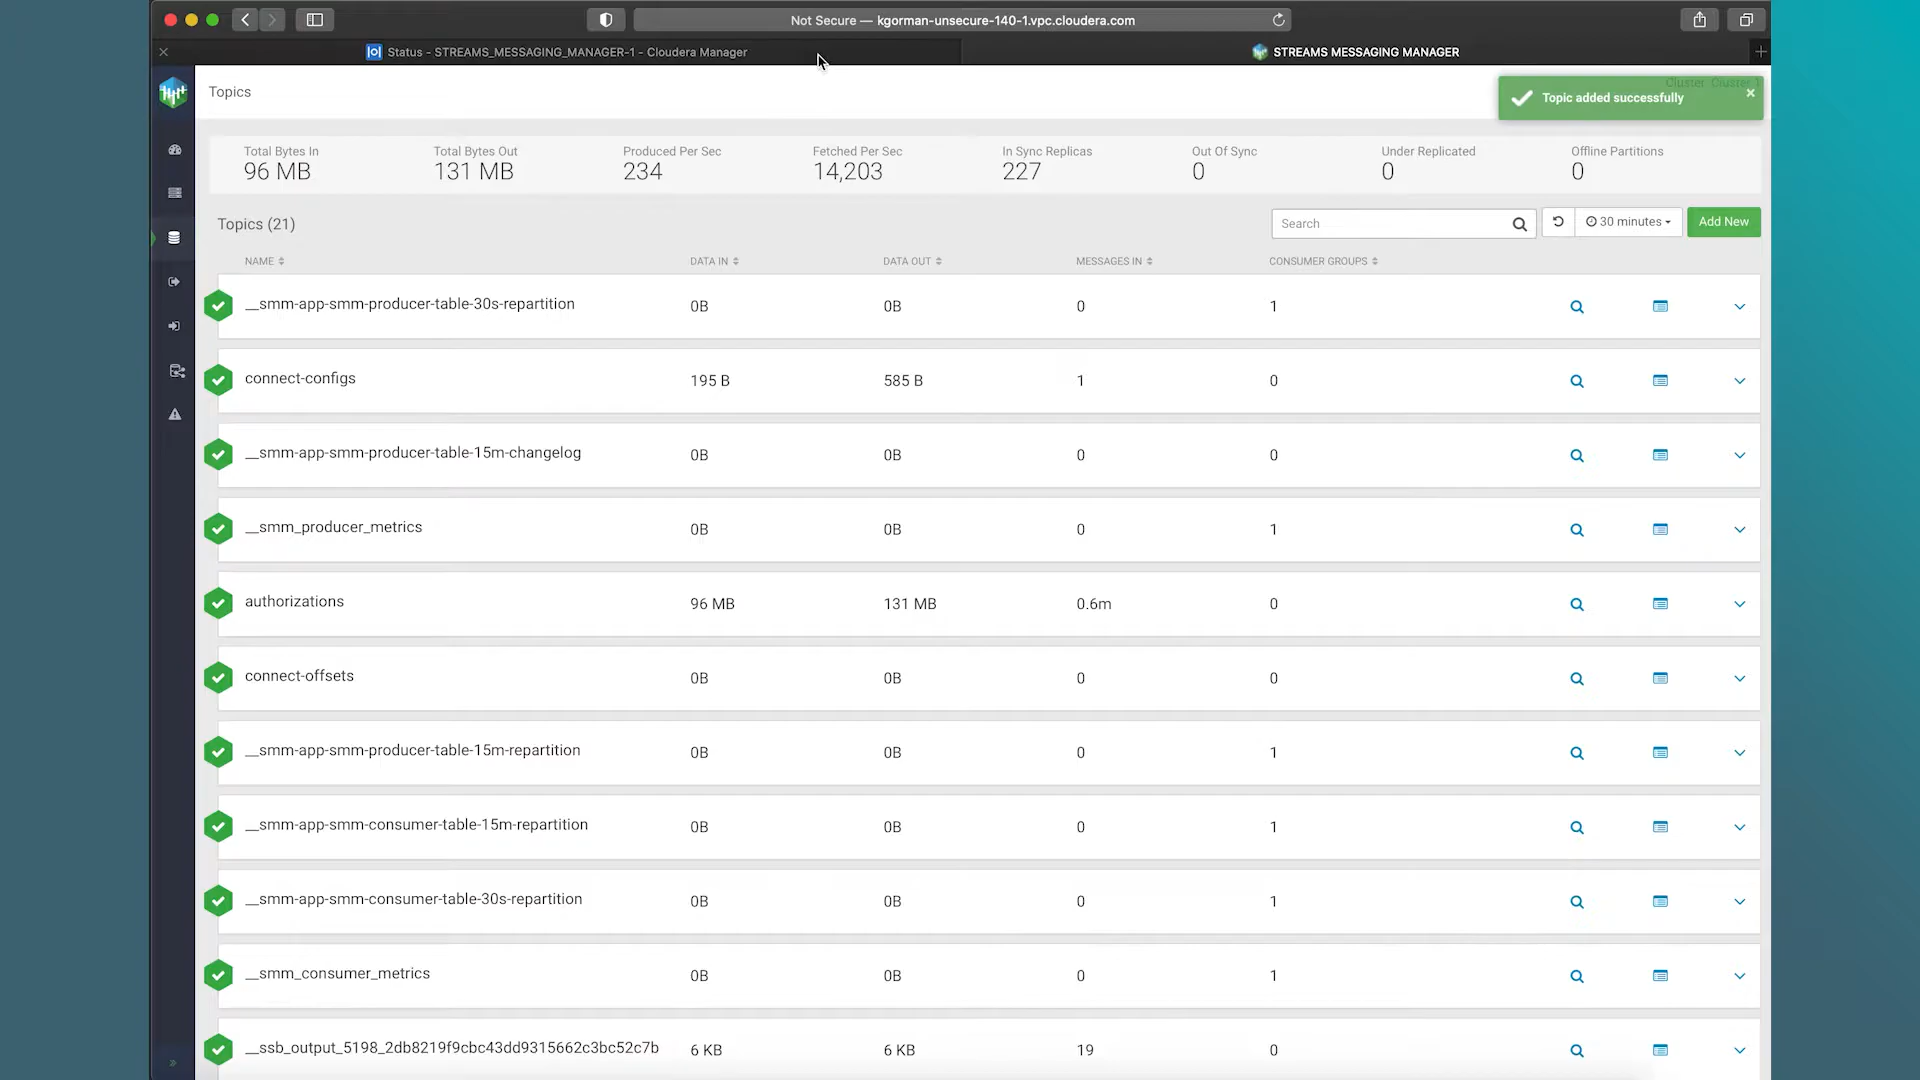 Not Secure — kgorman-unsecure-140-1.vpc.cloudera.com
Status - STREAMS_MESSAGING_MANAGER-1 - Cloudera Manager
STREAMS MESSAGING MANAGER
Topics
Cluster: Cluster 1
Topic added successfully
Total Bytes In
96 MB
Total Bytes Out
131 MB
Produced Per Sec
234
Fetched Per Sec
14,203
In Sync Replicas
227
Out Of Sync
0
Under Replicated
0
Offline Partitions
0
Topics (21)
Search
30 minutes
Add New
NAME DATA IN DATA OUT MESSAGES IN CONSUMER GROUPS
__smm-app-smm-producer-table-30s-repartition 0B 0B 0 1
connect-configs 195 B 585 B 1 0
__smm-app-smm-producer-table-15m-changelog 0B 0B 0 0
__smm_producer_metrics 0B 0B 0 1
authorizations 96 MB 131 MB 0.6m 0
connect-offsets 0B 0B 0 0
__smm-app-smm-producer-table-15m-repartition 0B 0B 0 1
__smm-app-smm-consumer-table-15m-repartition 0B 0B 0 1
__smm-app-smm-consumer-table-30s-repartition 0B 0B 0 1
__smm_consumer_metrics 0B 0B 0 1
__ssb_output_5198_2db8219f9cbc43dd9315662c3bc52c7b 6 KB 6 KB 19 0